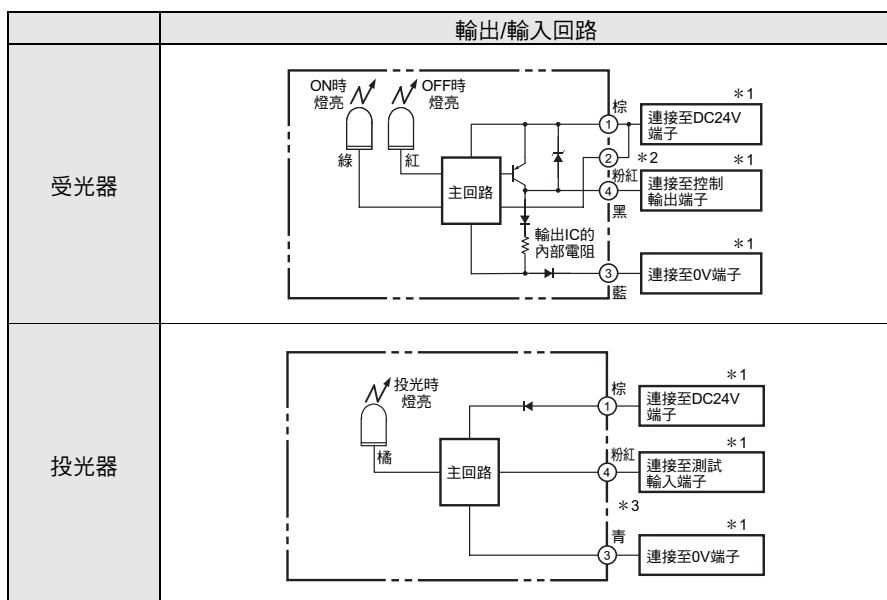 輸出/輸入回路
受光器
ON時
燈亮
OFF時
燈亮
綠
紅
主回路
輸出IC的
內部電阻
棕
1
2
*2
粉紅
4
黑
3
藍
*1
連接至DC24V
端子
*1
連接至控制
輸出端子
*1
連接至0V端子
投光器
投光時
燈亮
橘
主回路
棕
1
粉紅
4
*3
青
3
*1
連接至DC24V
端子
*1
連接至測試
輸入端子
*1
連接至0V端子